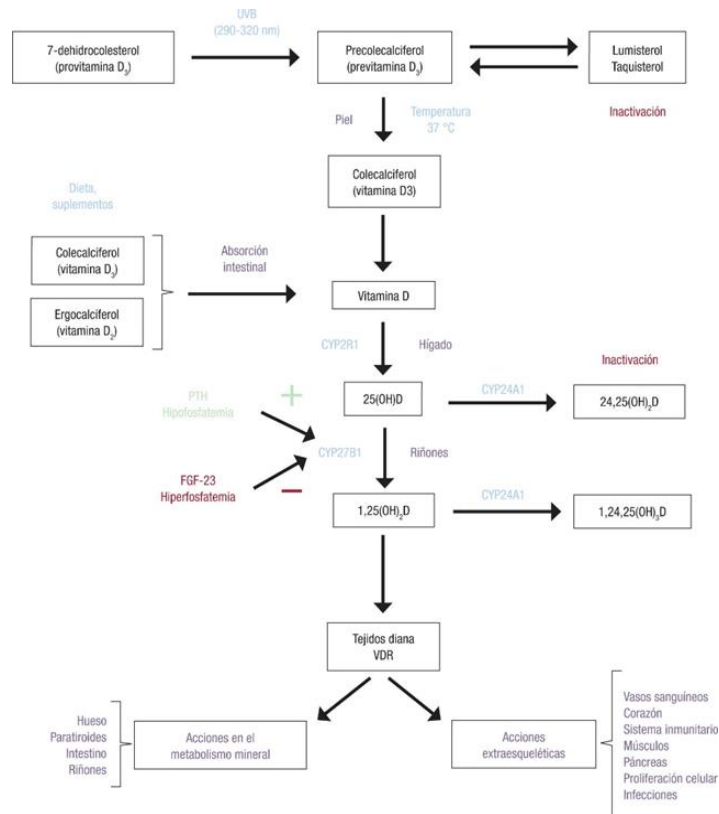 UVB
(290-320 nm)
7-dehidrocolesterol
(provitamina D₃)
Precolecalciferol
(previtamina D₃)
Lumisterol
Taquisterol
Piel
Temperatura
37 °C
Inactivación
Colecalciferol
(vitamina D3)
Dieta,
suplementos
Colecalciferol
(vitamina D₃)
Ergocalciferol
(vitamina D₂)
Absorción
intestinal
Vitamina D
CYP2R1
Hígado
Inactivación
25(OH)D
CYP24A1
24,25(OH)₂D
PTH
Hipofosfatemia
+
CYP27B1
Riñones
FGF-23
Hiperfosfatemia
−
1,25(OH)₂D
CYP24A1
1,24,25(OH)₃D
Tejidos diana
VDR
Hueso
Paratiroides
Intestino
Riñones
Acciones en el
metabolismo mineral
Acciones
extraesqueléticas
Vasos sanguíneos
Corazón
Sistema inmunitario
Músculos
Páncreas
Proliferación celular
Infecciones